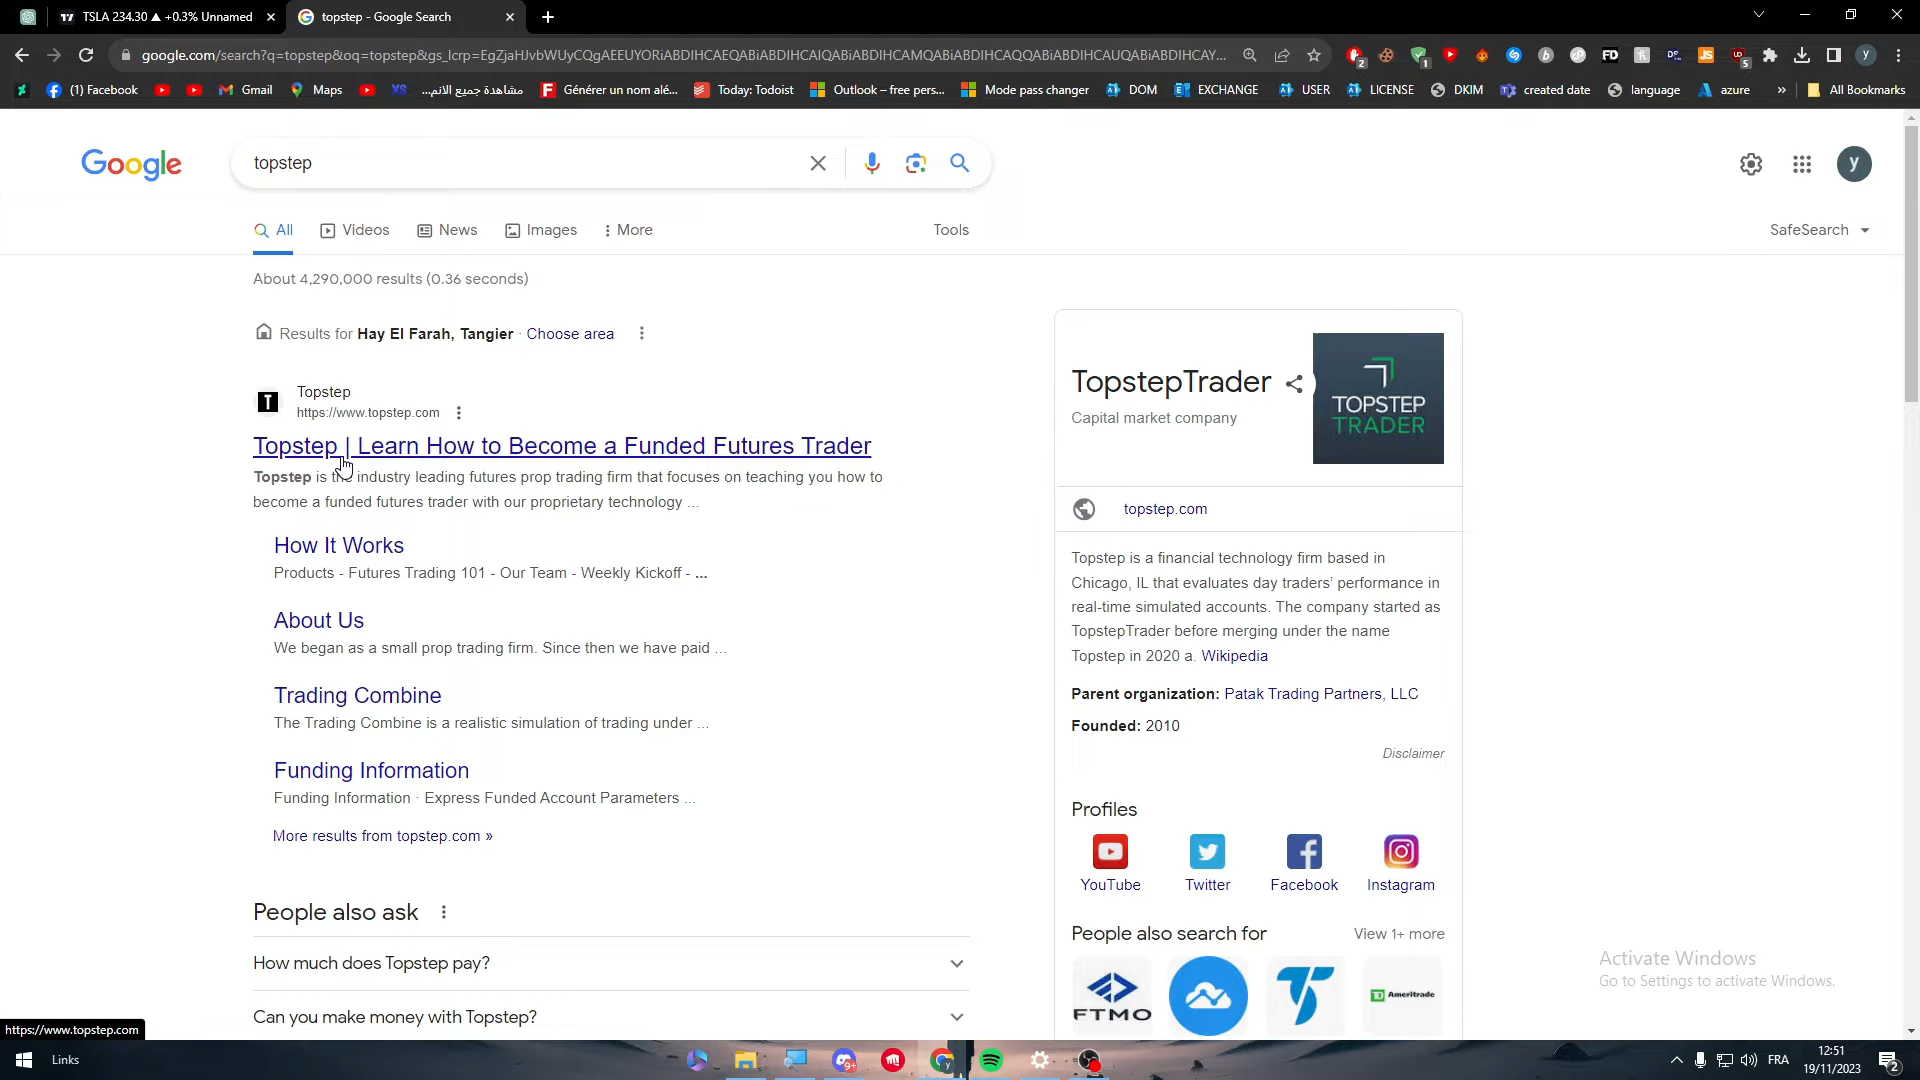 TSLA 234.30 ▲ +0.3% Unnamed
topstep - Google Search
google.com/search?q=topstep&oq=topstep&gs_lcrp=EgZjaHJvbWUyCQgAEEUYORiABDIHCAEQABiABDIHCAIQABiABDIHCAMQABiABDIHCAQQABiABDIHCAUQABiABDIHCAY...
(1) Facebook
Gmail
Maps
YS
مشاهدة جميع الانم...
Générer un nom alé...
Today: Todoist
Outlook – free pers...
Mode pass changer
DOM
EXCHANGE
USER
LICENSE
DKIM
created date
language
azure
»
All Bookmarks
Google
topstep
y
All
Videos
News
Images
More
Tools
SafeSearch
About 4,290,000 results (0.36 seconds)
Results for Hay El Farah, Tangier · Choose area
Topstep
https://www.topstep.com
Topstep | Learn How to Become a Funded Futures Trader
Topstep is the industry leading futures prop trading firm that focuses on teaching you how to
become a funded futures trader with our proprietary technology ...
How It Works
Products - Futures Trading 101 - Our Team - Weekly Kickoff - ...
About Us
We began as a small prop trading firm. Since then we have paid ...
Trading Combine
The Trading Combine is a realistic simulation of trading under ...
Funding Information
Funding Information · Express Funded Account Parameters ...
More results from topstep.com »
People also ask
How much does Topstep pay?
Can you make money with Topstep?
TopstepTrader
Capital market company
TOPSTEP
TRADER
topstep.com
Topstep is a financial technology firm based in
Chicago, IL that evaluates day traders' performance in
real-time simulated accounts. The company started as
TopstepTrader before merging under the name
Topstep in 2020 a. Wikipedia
Parent organization: Patak Trading Partners, LLC
Founded: 2010
Disclaimer
Profiles
YouTube
Twitter
Facebook
Instagram
People also search for
View 1+ more
FTMO
Ameritrade
Activate Windows
Go to Settings to activate Windows.
https://www.topstep.com
Links
FRA
12:51
19/11/2023
2